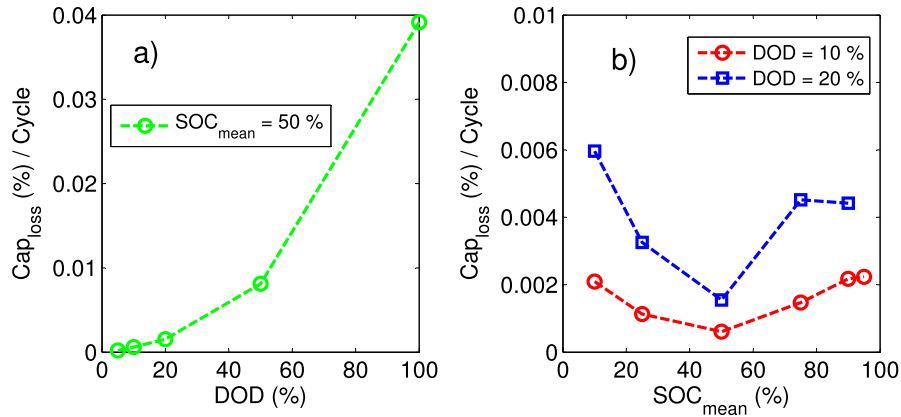 0.04
0.03
0.02
0.01
0
Cap_loss (%) / Cycle
a)
SOC_mean = 50 %
0 20 40 60 80 100
DOD (%)
0.01
0.008
0.006
0.004
0.002
0
Cap_loss (%) / Cycle
b)
DOD = 10 %
DOD = 20 %
0 20 40 60 80 100
SOC_mean (%)